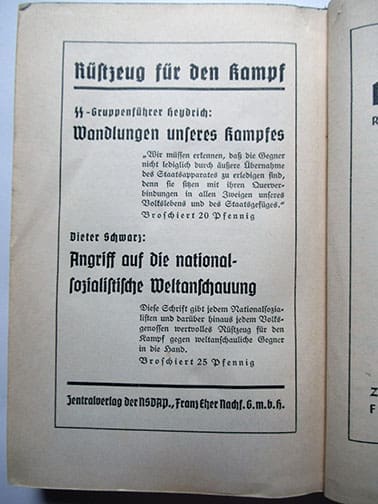 Rüstzeug für den Kampf
SS-Gruppenführer Heydrich:
Wandlungen unseres Kampfes
„Wir müssen erkennen, daß die Gegner
nicht lediglich durch äußere Übernahme
des Staatsapparates zu erledigen sind,
denn sie sitzen mit ihren Querver-
bindungen in allen Zweigen unseres
Volkslebens und des Staatsgefüges.“
Broschiert 20 Pfennig
Dieter Schwarz:
Angriff auf die national-
sozialistische Weltanschauung
Diese Schrift gibt jedem Nationalsozia-
listen und darüber hinaus jedem Volks-
genossen wertvolles Rüstzeug für den
Kampf gegen weltanschauliche Gegner
in die Hand.
Broschiert 25 Pfennig
Zentralverlag der NSDAP., Franz Eher Nachf. G.m.b.H.